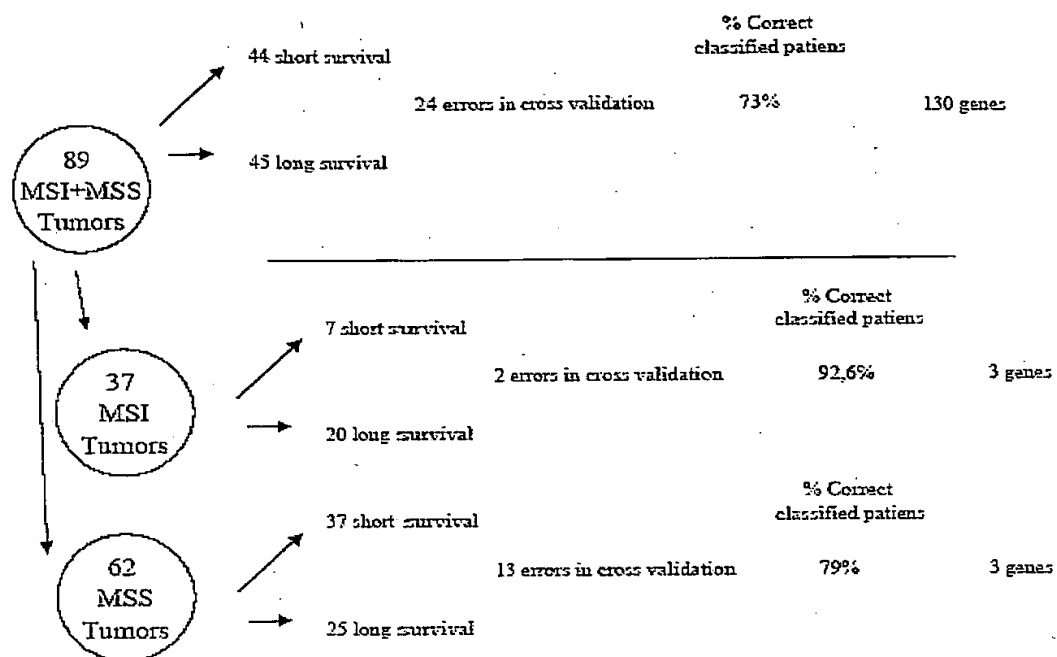 % Correct
classified patiens
44 short survival
24 errors in cross validation 73% 130 genes
45 long survival
89
MSI+MSS
Tumors
% Correct
classified patiens
7 short survival
2 errors in cross validation 92,6% 3 genes
20 long survival
37
MSI
Tumors
% Correct
classified patiens
37 short survival
13 errors in cross validation 79% 3 genes
25 long survival
62
MSS
Tumors